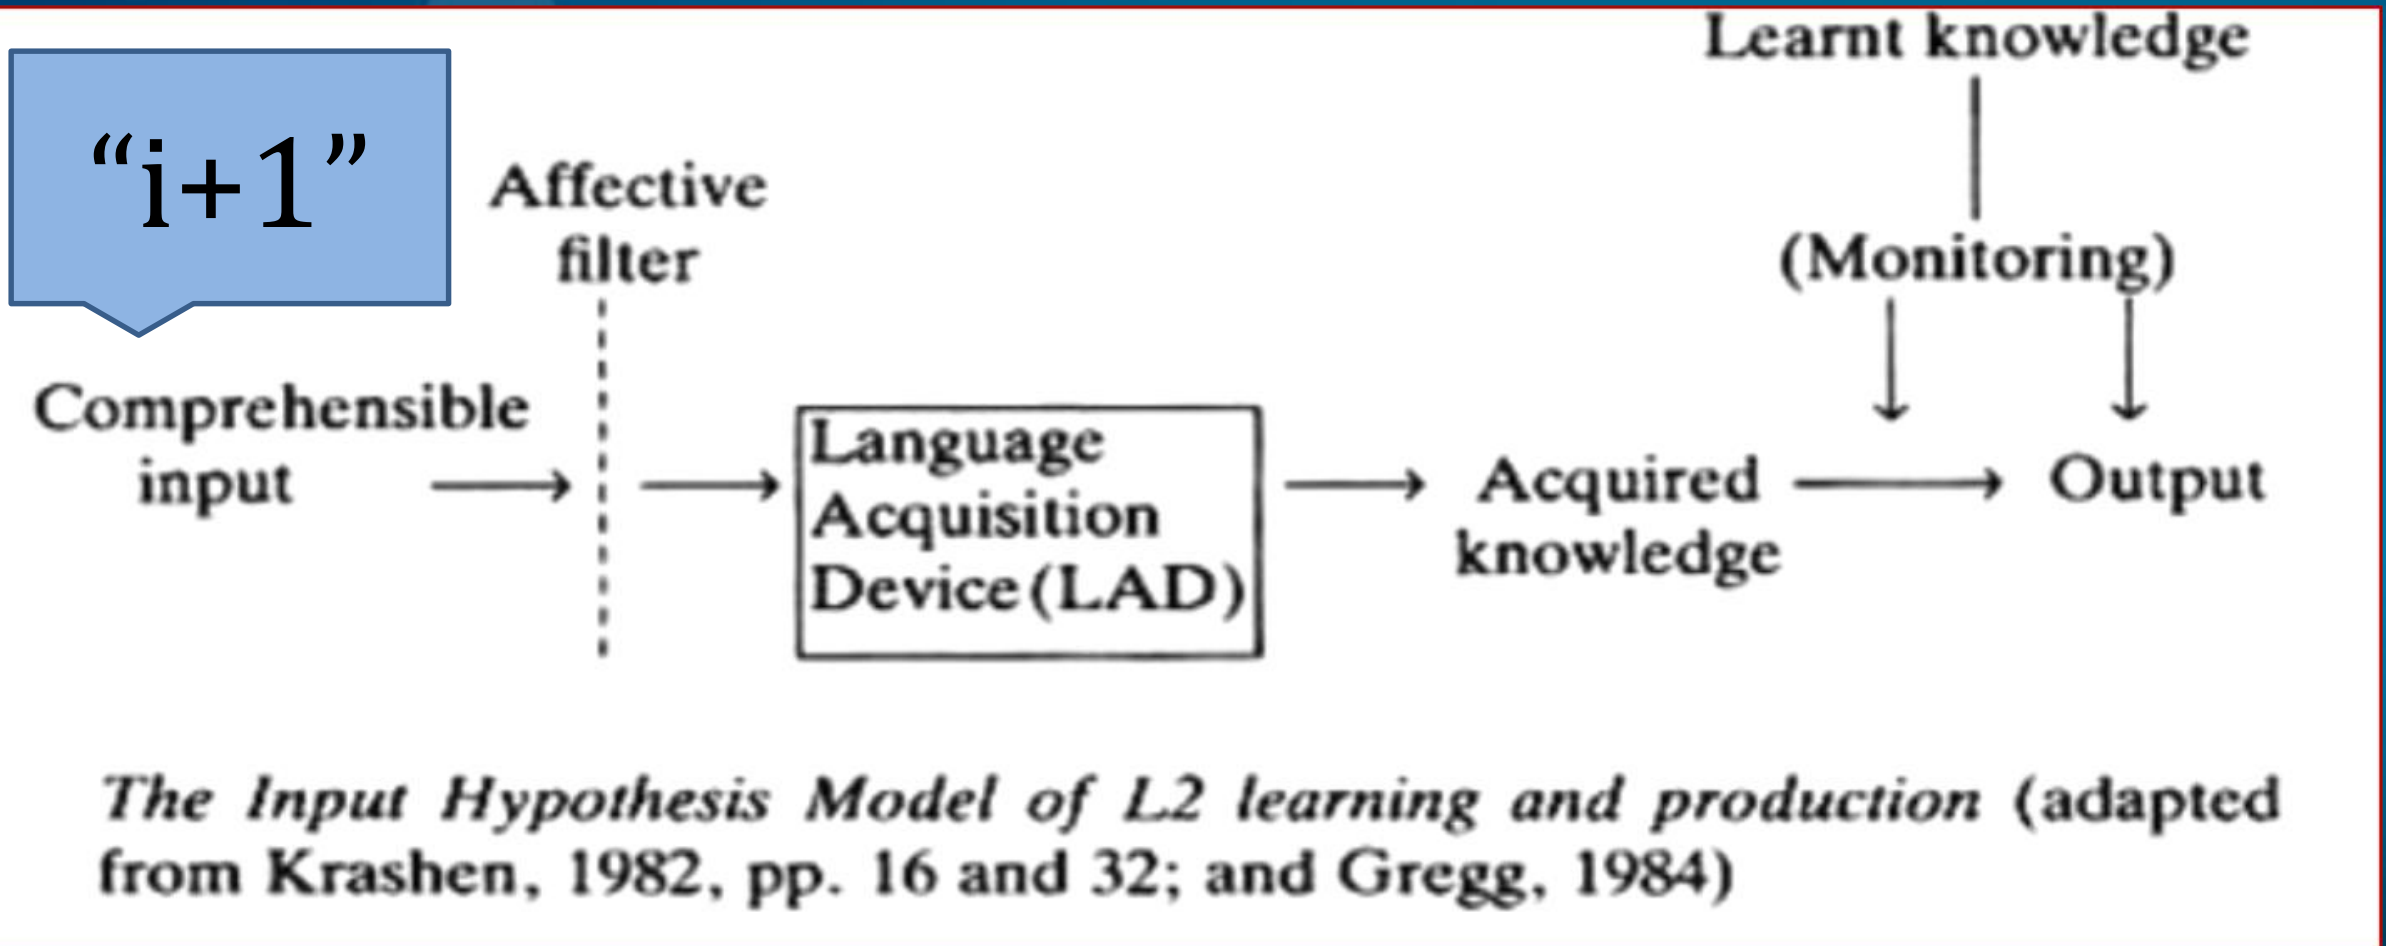 “i+1”
Learnt knowledge
(Monitoring)
Affective
filter
Comprehensible
input
Language
Acquisition
Device (LAD)
Acquired
knowledge
Output
The Input Hypothesis Model of L2 learning and production (adapted
from Krashen, 1982, pp. 16 and 32; and Gregg, 1984)